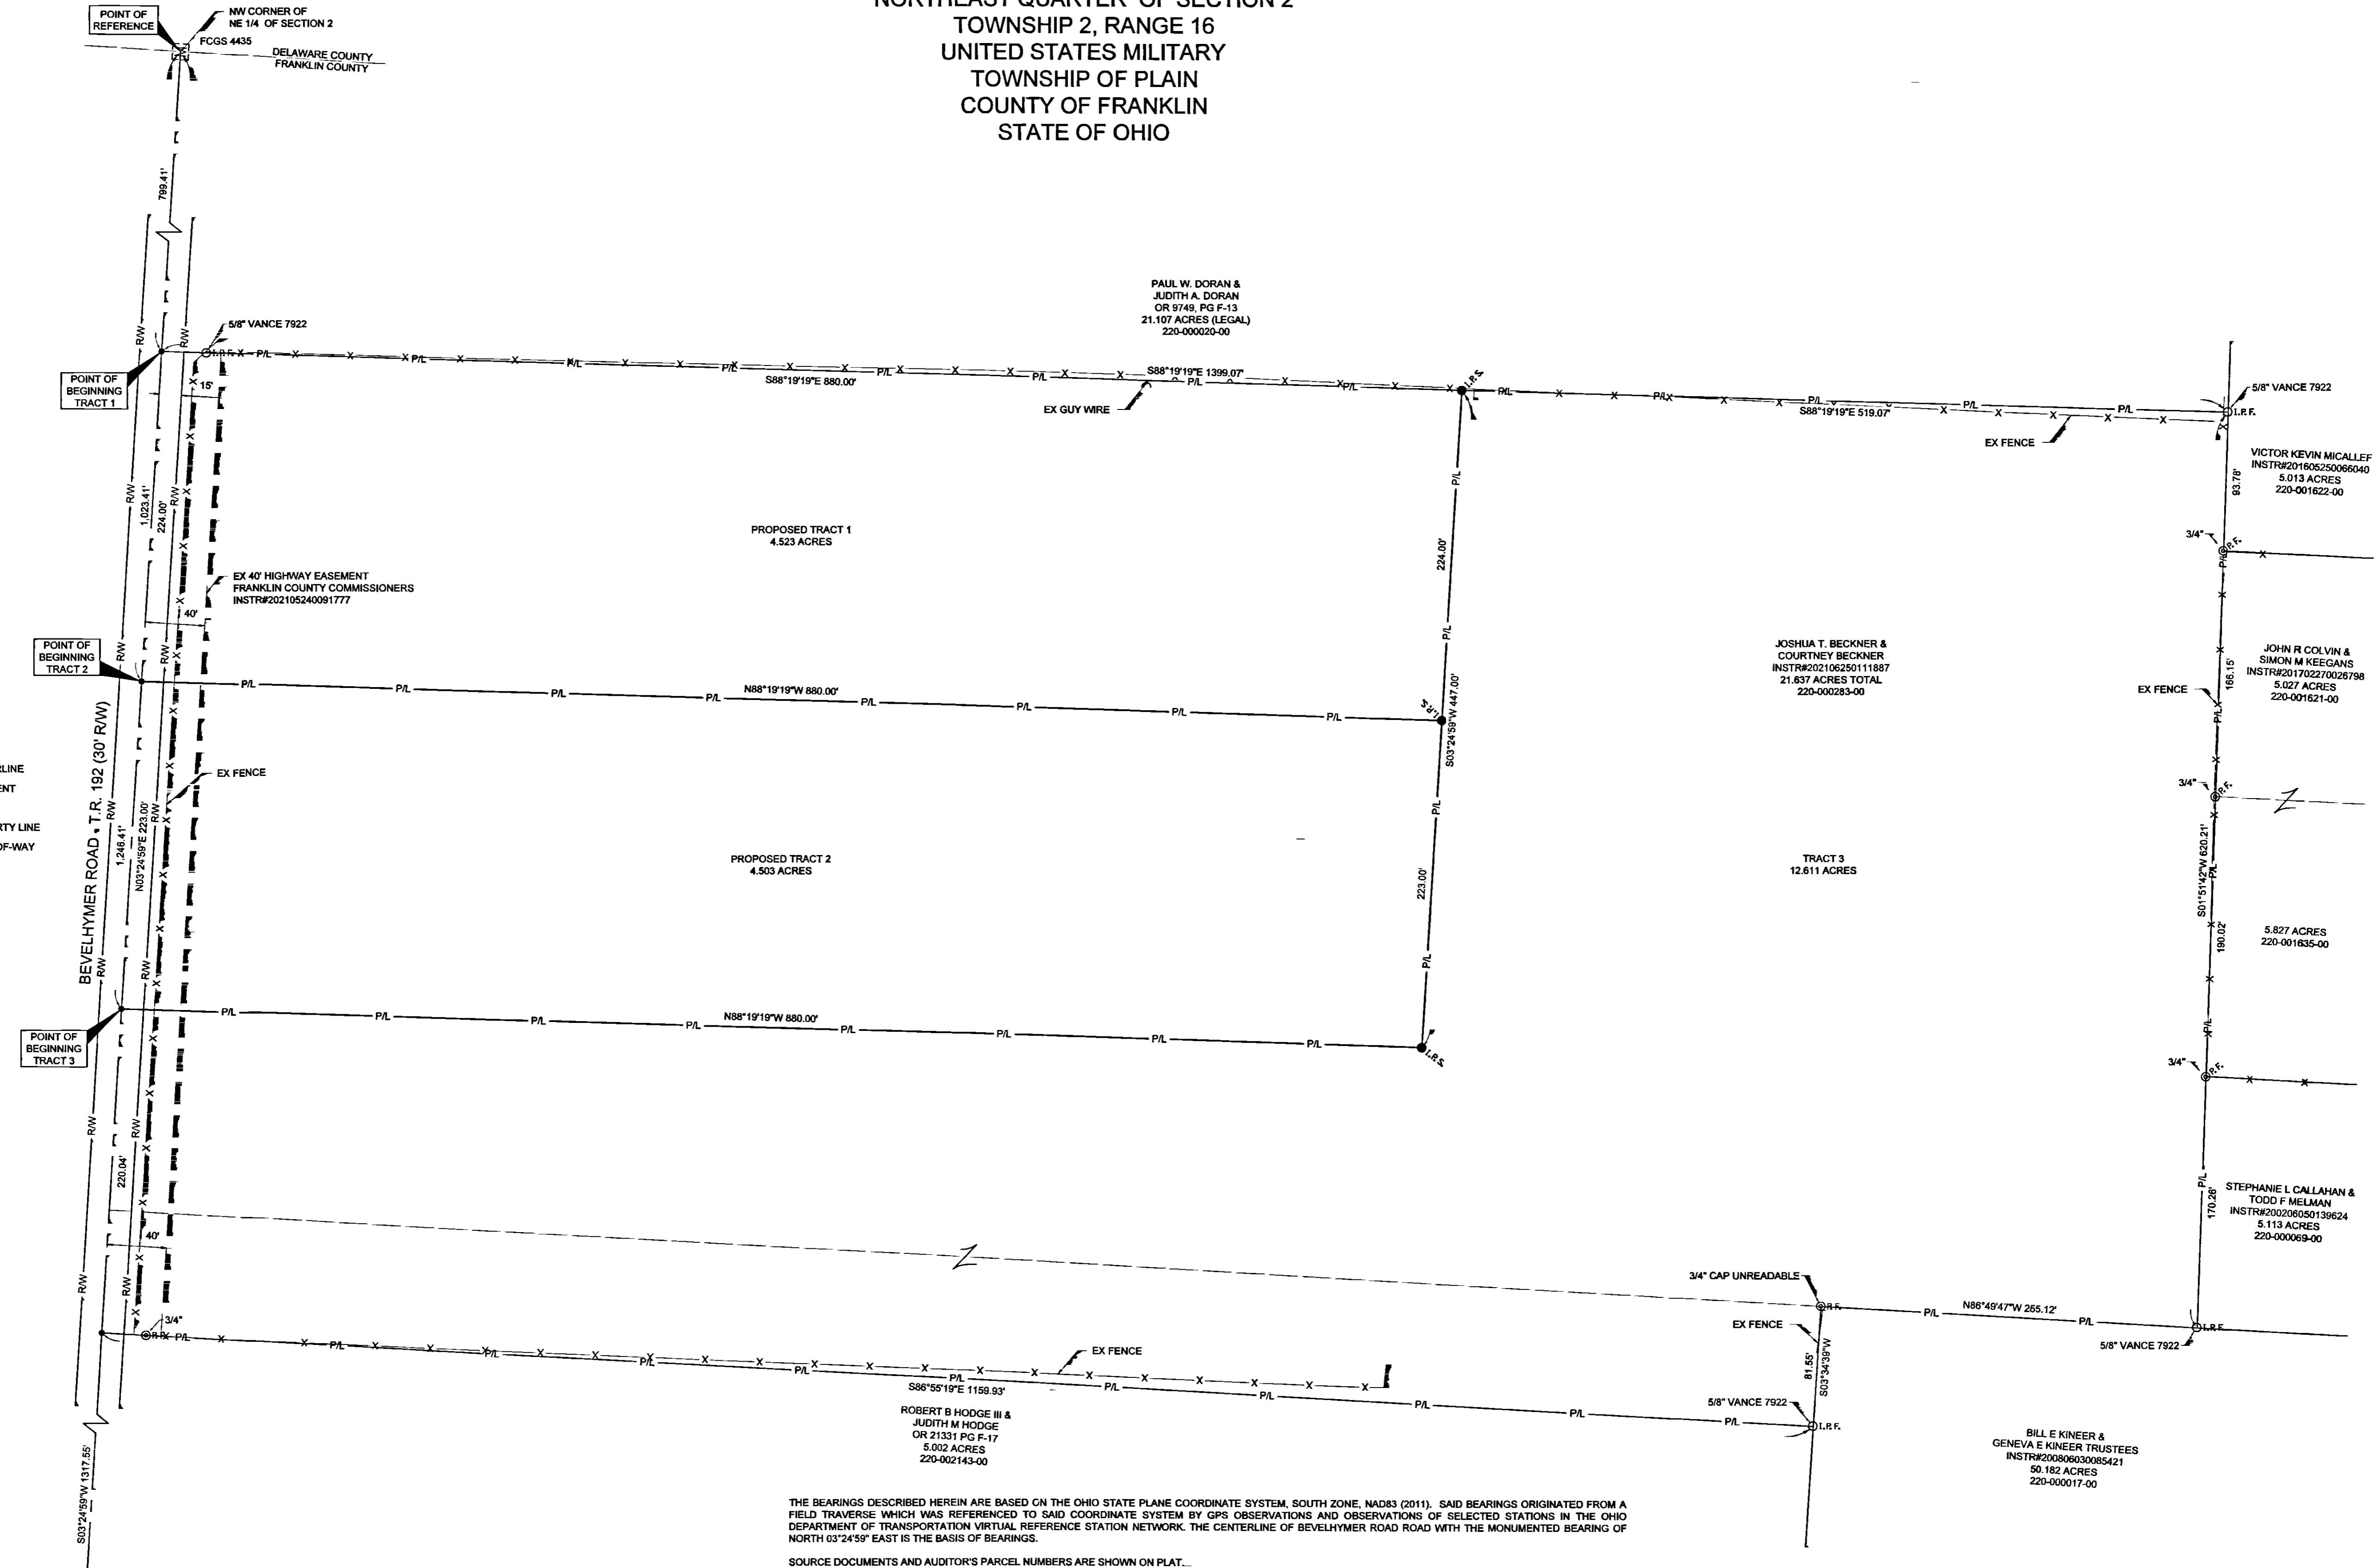 NORTHEAST QUARTER OF SECTION 2
TOWNSHIP 2, RANGE 16
UNITED STATES MILITARY
TOWNSHIP OF PLAIN
COUNTY OF FRANKLIN
STATE OF OHIO
POINT OF
REFERENCE
NW CORNER OF
NE 1/4 OF SECTION 2
FCGS 4435
DELAWARE COUNTY
FRANKLIN COUNTY
799.41'
PAUL W. DORAN &
JUDITH A. DORAN
OR 9749, PG F-13
21.107 ACRES (LEGAL)
220-000020-00
5/8" VANCE 7922
I.P.F.
POINT OF
BEGINNING
TRACT 1
15'
S88°19'19"E 880.00'
S88°19'19"E 1399.07'
EX GUY WIRE
I.P.S.
S88°19'19"E 519.07'
EX FENCE
5/8" VANCE 7922
I.P.F.
VICTOR KEVIN MICALLEF
INSTR#201605250066040
5.013 ACRES
220-001622-00
93.78'
3/4"
P.F.
R/W
R/W
P/L
1,023.41'
224.00'
PROPOSED TRACT 1
4.523 ACRES
224.00'
EX 40' HIGHWAY EASEMENT
FRANKLIN COUNTY COMMISSIONERS
INSTR#202105240091777
40'
POINT OF
BEGINNING
TRACT 2
N88°19'19"W 880.00'
I.P.S.
S03°24'59"W 447.00'
JOSHUA T. BECKNER &
COURTNEY BECKNER
INSTR#202106250111887
21.637 ACRES TOTAL
220-000283-00
JOHN R COLVIN &
SIMON M KEEGANS
INSTR#201702270026798
5.027 ACRES
220-001621-00
166.15'
EX FENCE
3/4"
P.F.
RLINE
ENT
RTY LINE
OF-WAY
BEVELHYMER ROAD - T.R. 192 (30' R/W)
EX FENCE
1,246.41'
N03°24'59"E 223.00'
PROPOSED TRACT 2
4.503 ACRES
223.00'
TRACT 3
12.611 ACRES
S01°51'42"W 620.21'
190.02'
5.827 ACRES
220-001635-00
POINT OF
BEGINNING
TRACT 3
N88°19'19"W 880.00'
I.P.S.
3/4"
P.F.
220.04'
170.26'
STEPHANIE L CALLAHAN &
TODD F MELMAN
INSTR#200206050139624
5.113 ACRES
220-000069-00
40'
3/4" CAP UNREADABLE
N86°49'47"W 255.12'
I.P.F.
5/8" VANCE 7922
3/4"
EX FENCE
EX FENCE
81.55'
S03°34'39"W
S86°55'19"E 1159.93'
5/8" VANCE 7922
I.P.F.
ROBERT B HODGE III &
JUDITH M HODGE
OR 21331 PG F-17
5.002 ACRES
220-002143-00
BILL E KINEER &
GENEVA E KINEER TRUSTEES
INSTR#200806030085421
50.182 ACRES
220-000017-00
S03°24'59"W 1317.55'
THE BEARINGS DESCRIBED HEREIN ARE BASED ON THE OHIO STATE PLANE COORDINATE SYSTEM, SOUTH ZONE, NAD83 (2011). SAID BEARINGS ORIGINATED FROM A
FIELD TRAVERSE WHICH WAS REFERENCED TO SAID COORDINATE SYSTEM BY GPS OBSERVATIONS AND OBSERVATIONS OF SELECTED STATIONS IN THE OHIO
DEPARTMENT OF TRANSPORTATION VIRTUAL REFERENCE STATION NETWORK. THE CENTERLINE OF BEVELHYMER ROAD ROAD WITH THE MONUMENTED BEARING OF
NORTH 03°24'59" EAST IS THE BASIS OF BEARINGS.
SOURCE DOCUMENTS AND AUDITOR'S PARCEL NUMBERS ARE SHOWN ON PLAT.